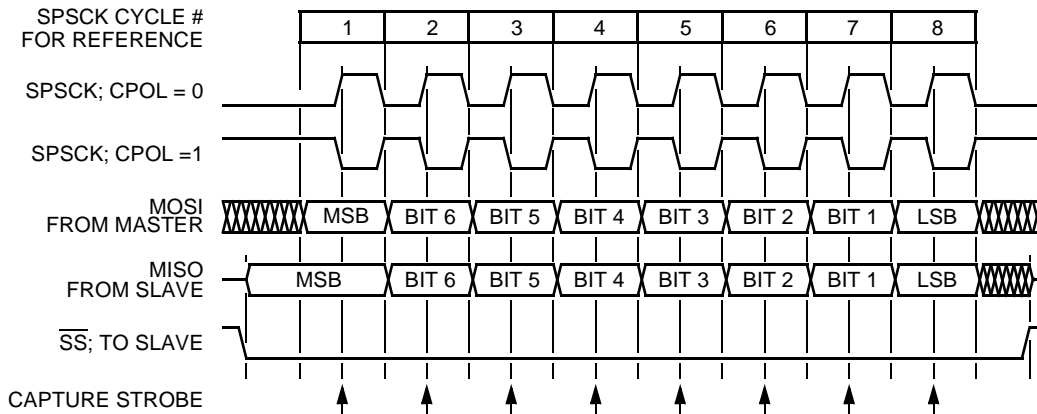 SPSCK CYCLE #
FOR REFERENCE
1 2 3 4 5 6 7 8
SPSCK; CPOL = 0
SPSCK; CPOL =1
MOSI
FROM MASTER
MSB BIT 6 BIT 5 BIT 4 BIT 3 BIT 2 BIT 1 LSB
MISO
FROM SLAVE
MSB BIT 6 BIT 5 BIT 4 BIT 3 BIT 2 BIT 1 LSB
SS; TO SLAVE
CAPTURE STROBE